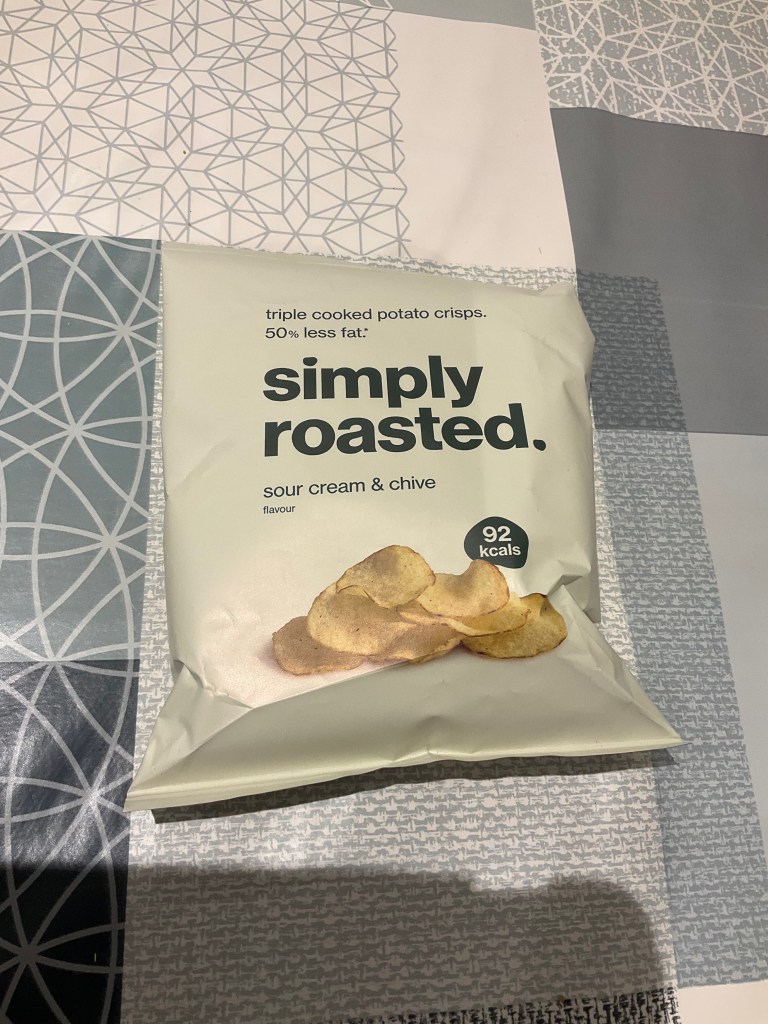 triple cooked potato crisps.
50% less fat.*
simply
roasted.
sour cream & chive
flavour
92
kcals